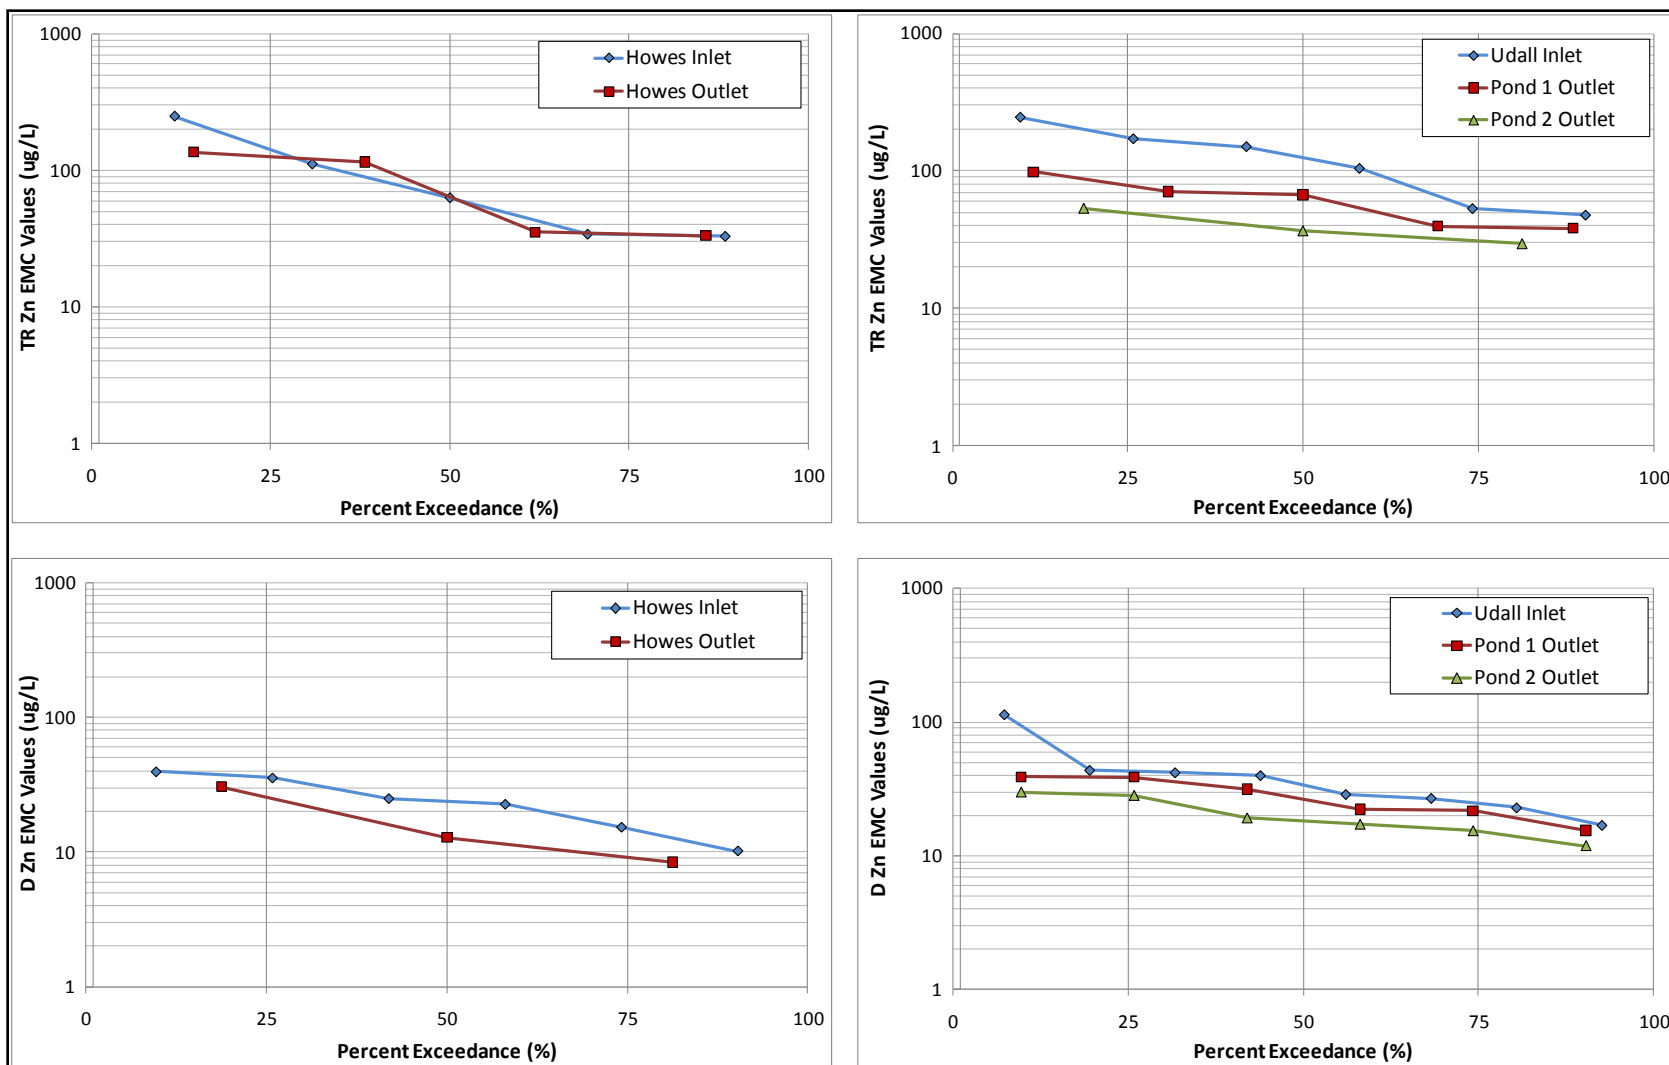 1000
100
10
1
TR Zn EMC Values (ug/L)
Howes Inlet
Howes Outlet
0 25 50 75 100
Percent Exceedance (%)
1000
100
10
1
TR Zn EMC Values (ug/L)
Udall Inlet
Pond 1 Outlet
Pond 2 Outlet
0 25 50 75 100
Percent Exceedance (%)
1000
100
10
1
D Zn EMC Values (ug/L)
Howes Inlet
Howes Outlet
0 25 50 75 100
Percent Exceedance (%)
1000
100
10
1
D Zn EMC Values (ug/L)
Udall Inlet
Pond 1 Outlet
Pond 2 Outlet
0 25 50 75 100
Percent Exceedance (%)